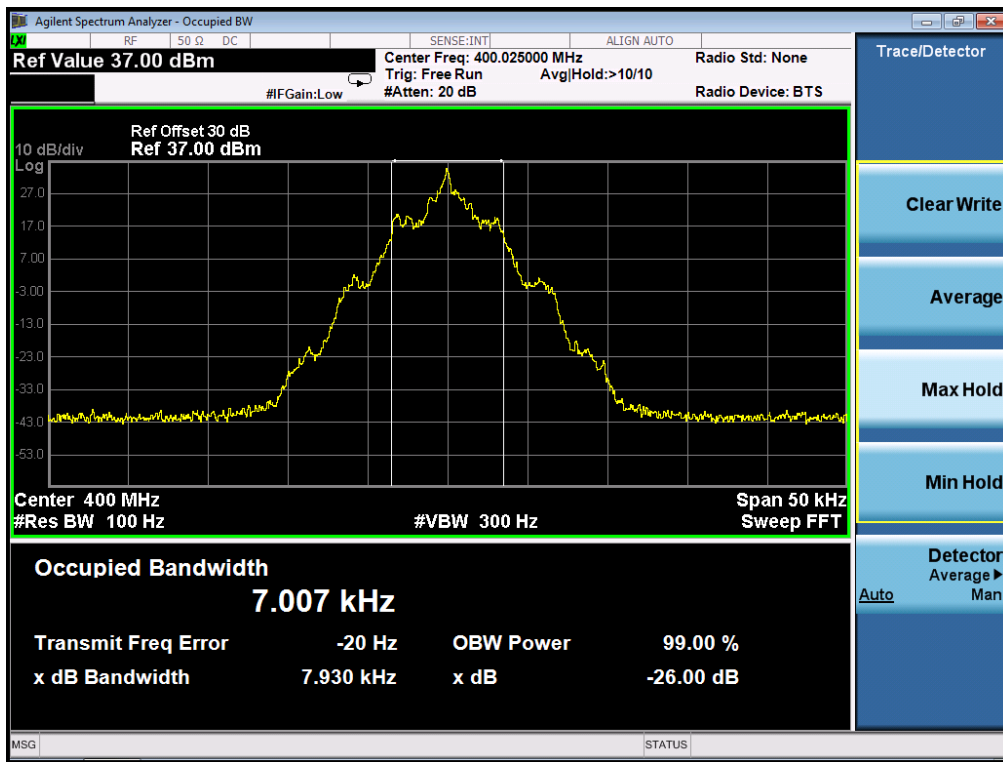 Agilent Spectrum Analyzer - Occupied BW
LXI RF 50 Ω DC SENSE:INT ALIGN AUTO
Ref Value 37.00 dBm
Center Freq: 400.025000 MHz Radio Std: None
Trig: Free Run Avg|Hold:>10/10
#IFGain:Low #Atten: 20 dB Radio Device: BTS
Ref Offset 30 dB
10 dB/div Ref 37.00 dBm
Log
27.0
17.0
7.00
-3.00
-13.0
-23.0
-33.0
-43.0
-53.0
Center 400 MHz Span 50 kHz
#Res BW 100 Hz #VBW 300 Hz Sweep FFT
Occupied Bandwidth
7.007 kHz
Transmit Freq Error -20 Hz OBW Power 99.00 %
x dB Bandwidth 7.930 kHz x dB -26.00 dB
MSG STATUS
Trace/Detector
Clear Write
Average
Max Hold
Min Hold
Detector
Average▶
Auto Man